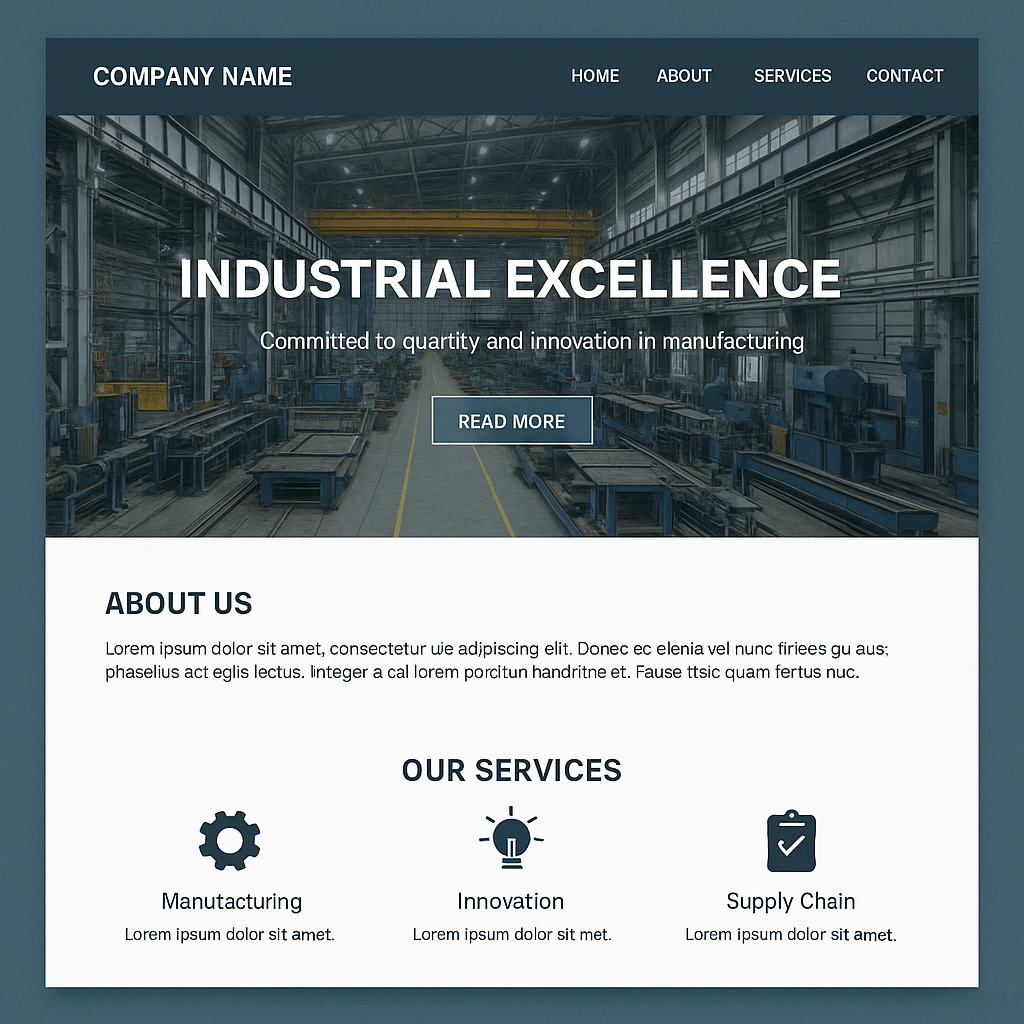 COMPANY NAME
HOME ABOUT SERVICES CONTACT
INDUSTRIAL EXCELLENCE
Committed to quartity and innovation in manufacturing
READ MORE
ABOUT US
Lorem ipsum dolor sit amet, consectetur uie adjpiscing elit. Donec ec elenia vel nunc firiees gu aus;
phaselius act eglis lectus. Iinteger a cal lorem porcitun handritne et. Fause ttsic quam fertus nuc.
OUR SERVICES
Manutacturing
Lorem ipsum dolor sit amet.
Innovation
Lorem ipsum dolor sit met.
Supply Chain
Lorem ipsum dolor sit amet.